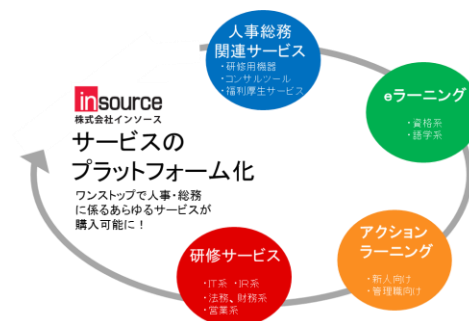 人事総務
関連サービス
・研修用機器
・コンサルツール
・福利厚生サービス
insource
株式会社インソース
サービスの
プラットフォーム化
ワンストップで人事・総務
に係るあらゆるサービスが
購入可能に！
eラーニング
・資格系
・語学系
アクション
ラーニング
・新人向け
・管理職向け
研修サービス
・IT系 ・IR系
・法務、財務系
・営業系